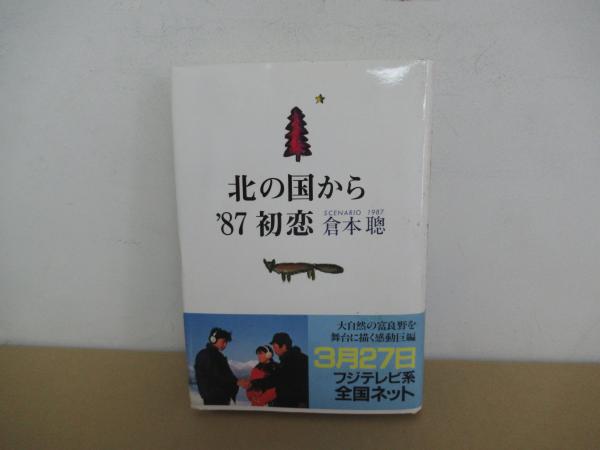 北の国から
'87 初恋
SCENARIO 1987
倉本 聰
大自然の富良野を
舞台に描く感動巨編
3月27日
フジテレビ系
全国ネット